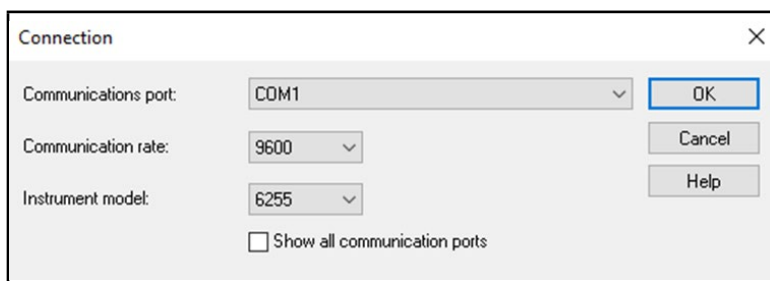 Connection
Communications port: COM1 OK
Communication rate: 9600 Cancel
Instrument model: 6255 Help
Show all communication ports